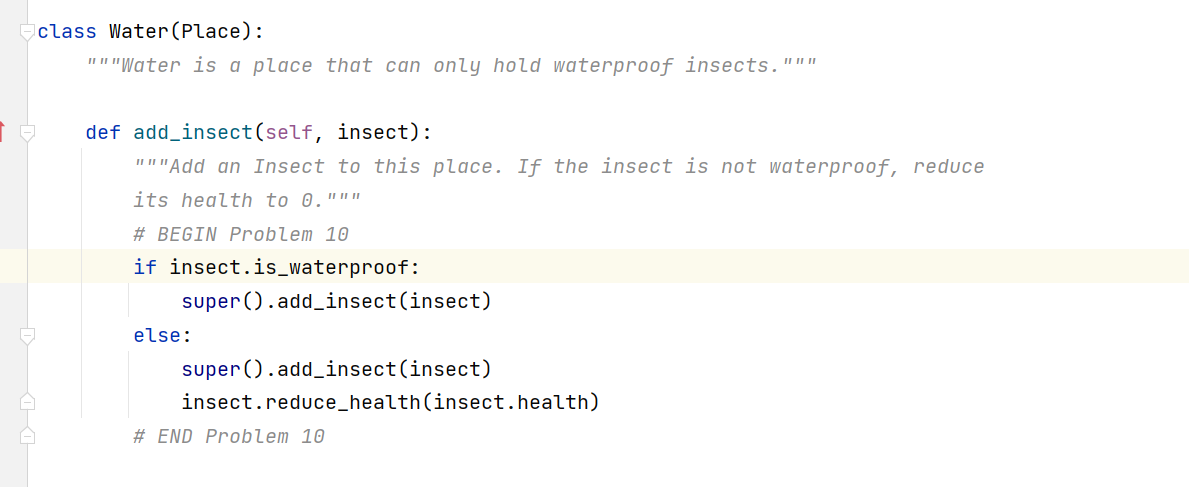 class Water(Place):
    """Water is a place that can only hold waterproof insects."""
    def add_insect(self, insect):
        """Add an Insect to this place. If the insect is not waterproof, reduce
        its health to 0."""
        # BEGIN Problem 10
        if insect.is_waterproof:
            super().add_insect(insect)
        else:
            super().add_insect(insect)
            insect.reduce_health(insect.health)
        # END Problem 10